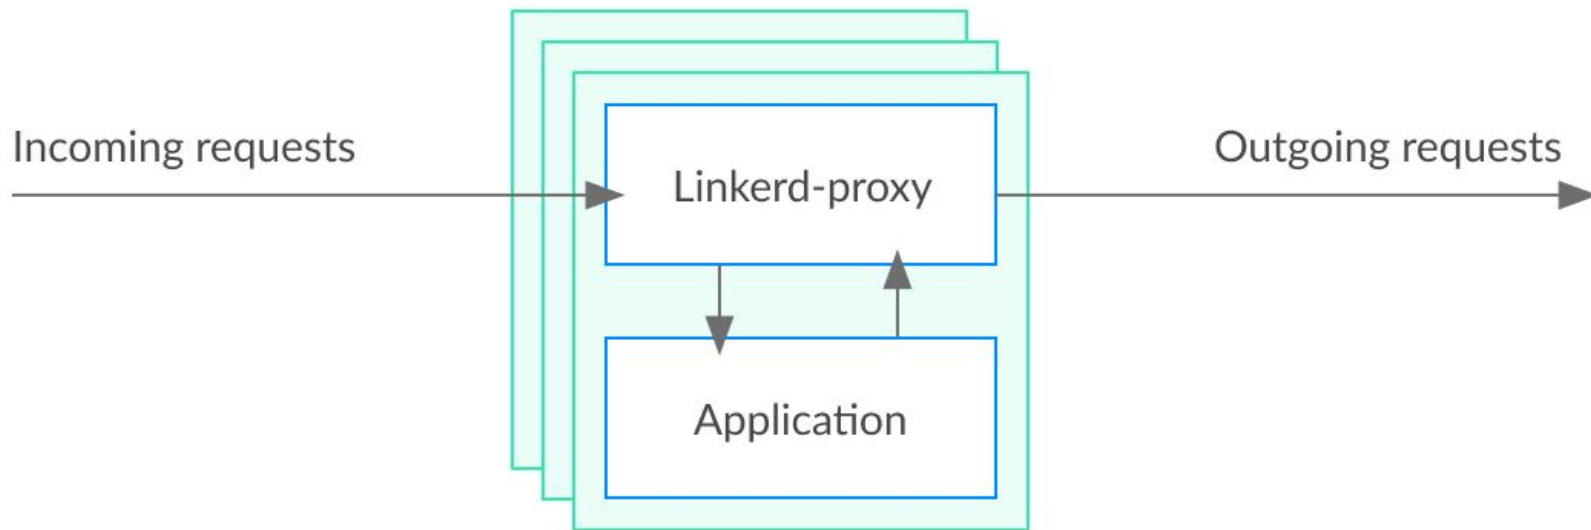 Incoming requests
Outgoing requests
Linkerd-proxy
Application